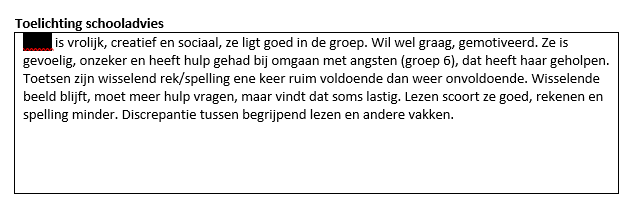 Toelichting schooladvies
is vrolijk, creatief en sociaal, ze ligt goed in de groep. Wil wel graag, gemotiveerd. Ze is
gevoelig, onzeker en heeft hulp gehad bij omgaan met angsten (groep 6), dat heeft haar geholpen.
Toetsen zijn wisselend rek/spelling ene keer ruim voldoende dan weer onvoldoende. Wisselende
beeld blijft, moet meer hulp vragen, maar vindt dat soms lastig. Lezen scoort ze goed, rekenen en
spelling minder. Discrepantie tussen begrijpend lezen en andere vakken.